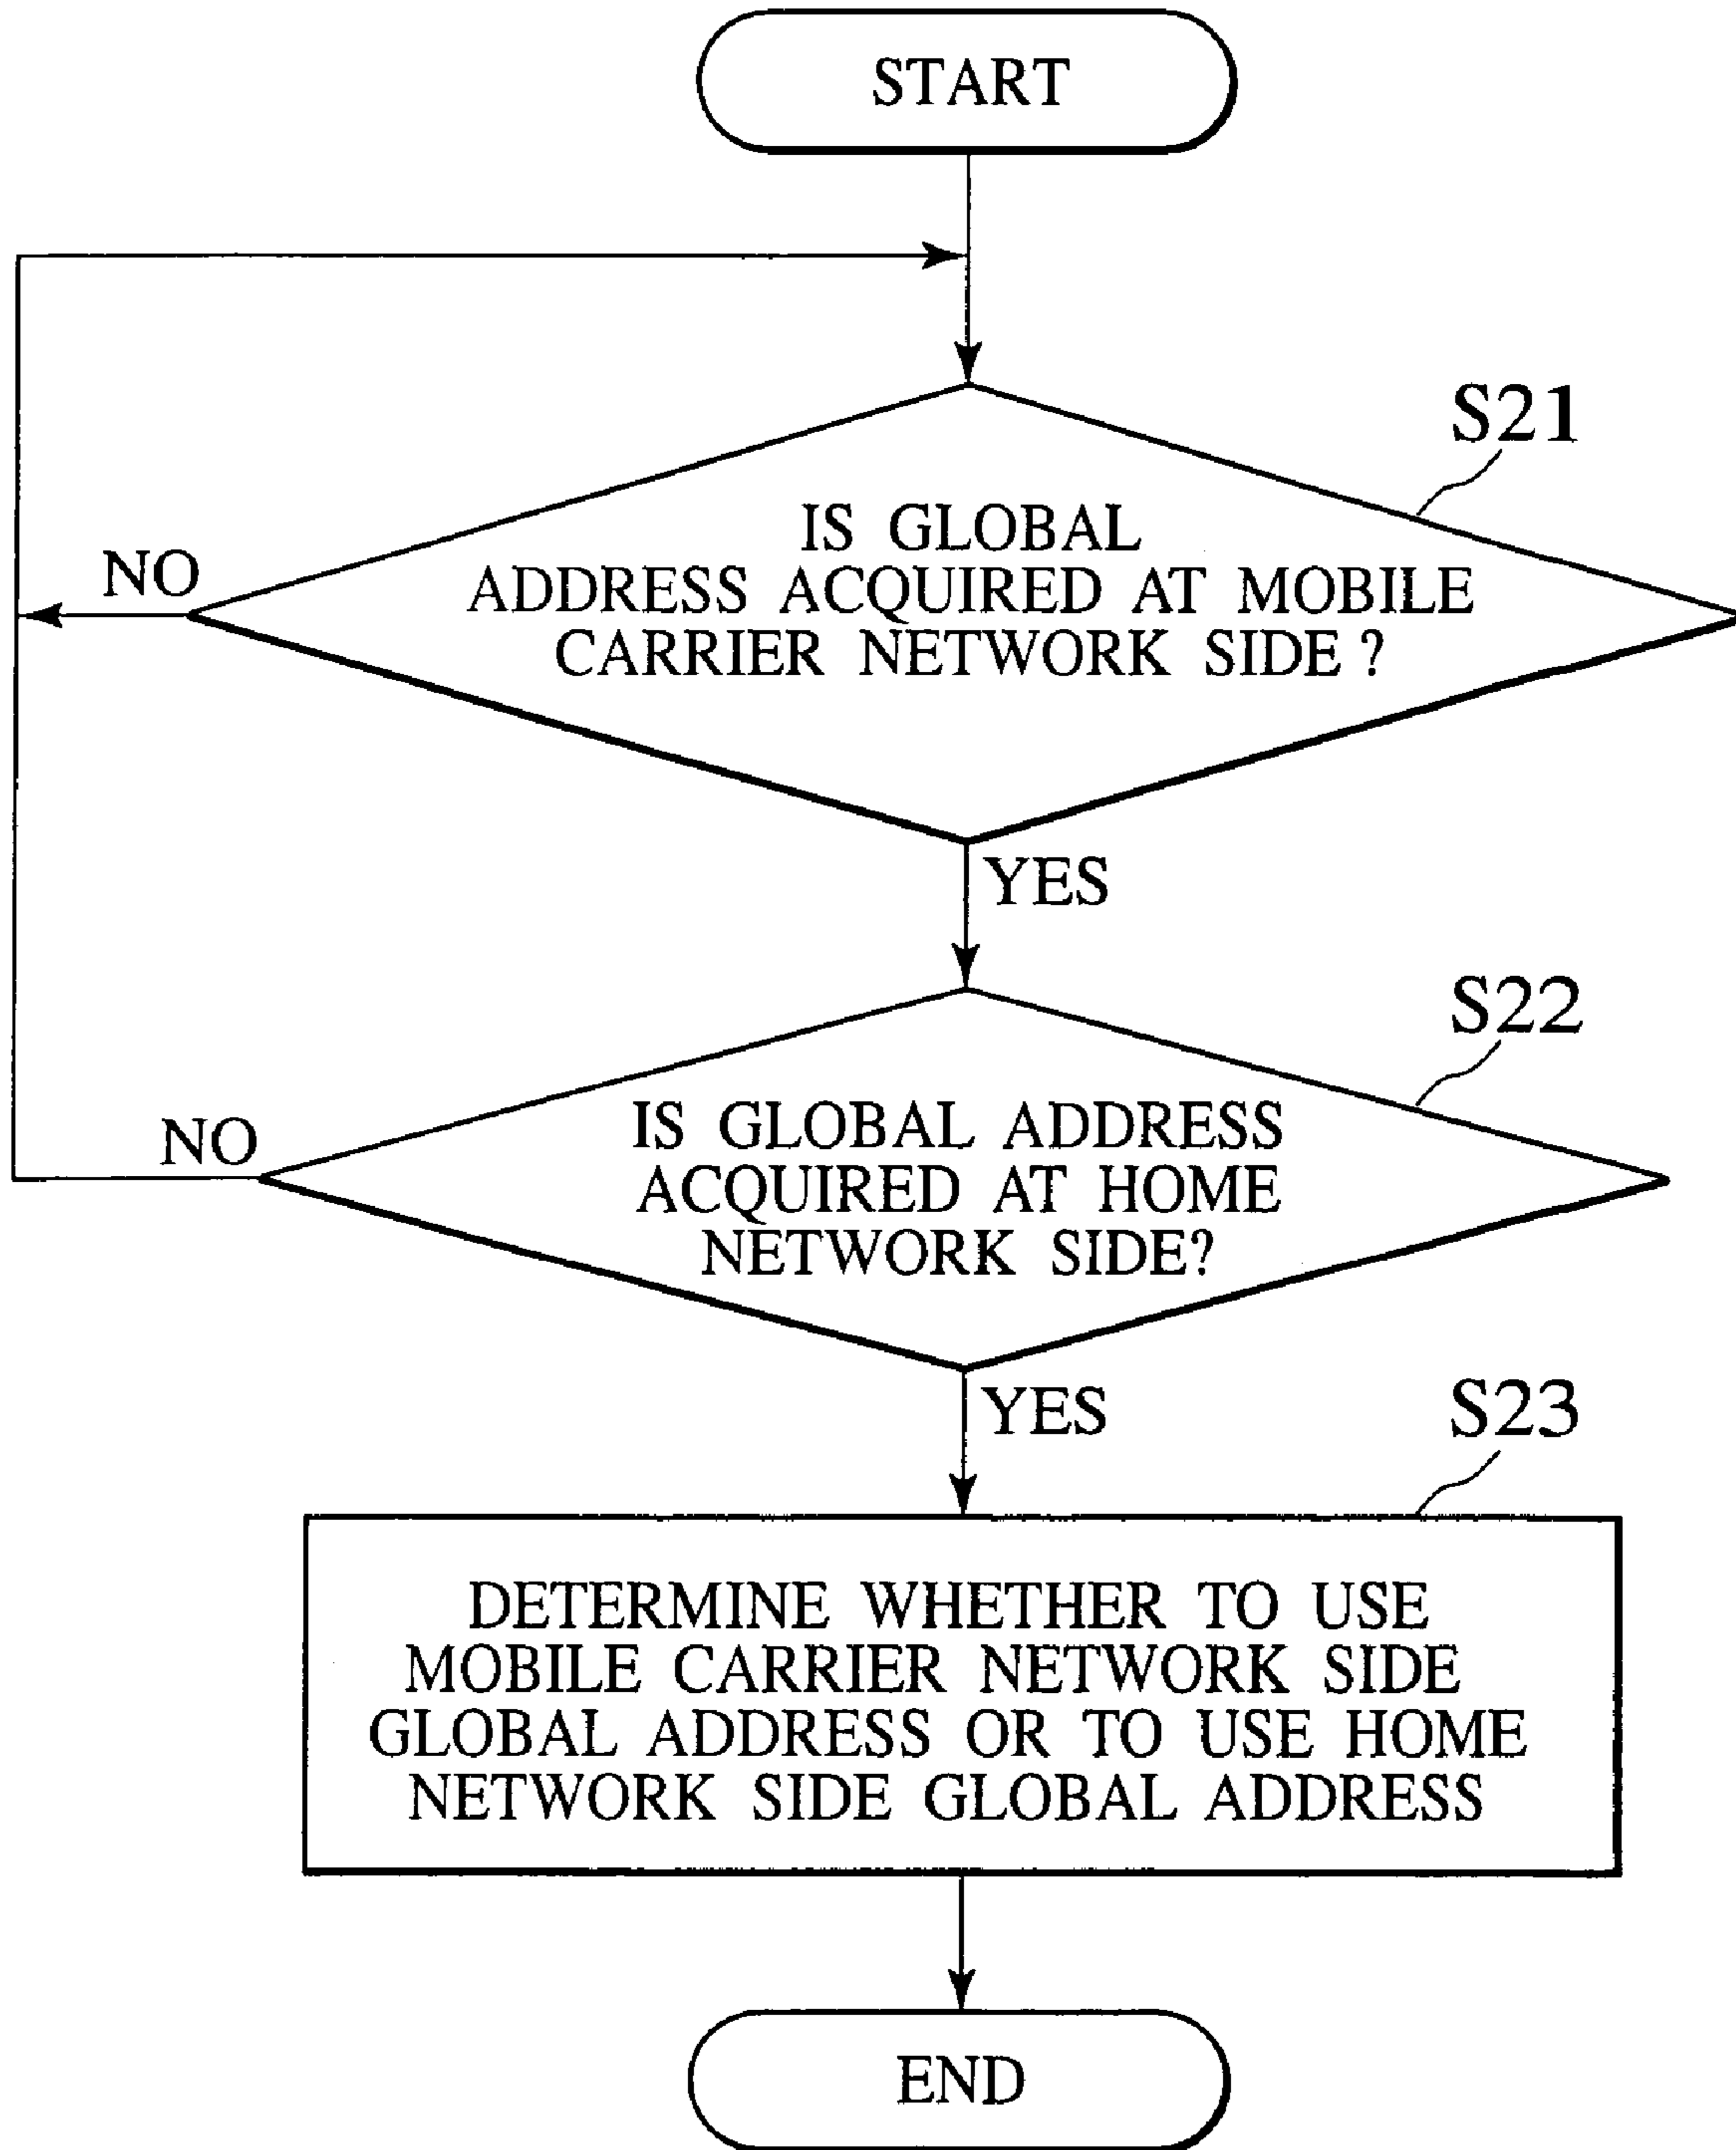 START
S21
IS GLOBAL
ADDRESS ACQUIRED AT MOBILE
CARRIER NETWORK SIDE ?
NO
YES
S22
IS GLOBAL ADDRESS
ACQUIRED AT HOME
NETWORK SIDE?
NO
YES
S23
DETERMINE WHETHER TO USE
MOBILE CARRIER NETWORK SIDE
GLOBAL ADDRESS OR TO USE HOME
NETWORK SIDE GLOBAL ADDRESS
END